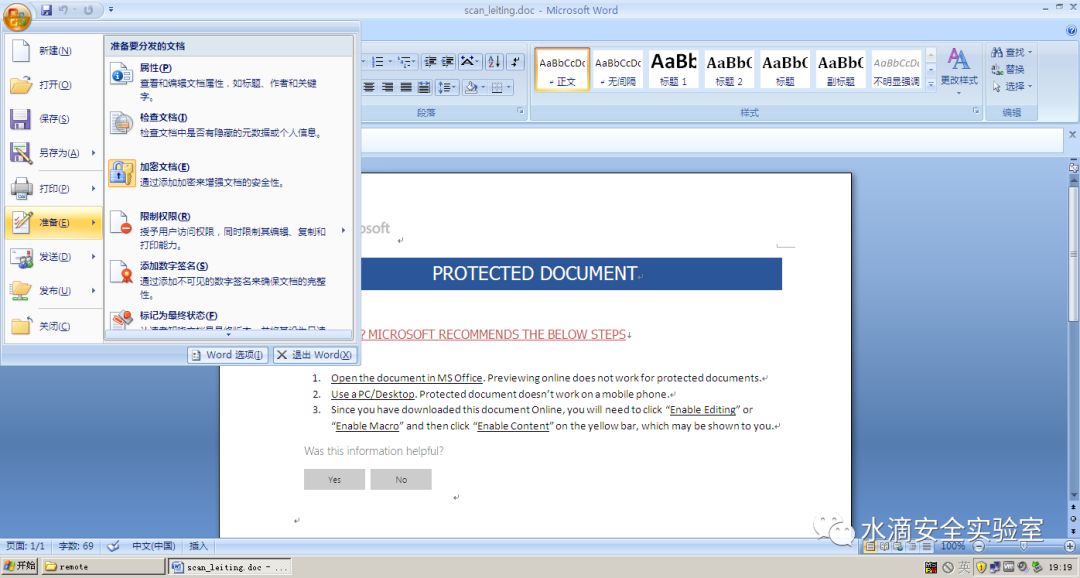 scan_leiting.doc - Microsoft Word
新建(N)
打开(O)
保存(S)
另存为(A)
打印(P)
准备(E)
发送(D)
发布(U)
关闭(C)
准备要分发的文档
属性(P)
查看和编辑文档属性，如标题、作者和关键
字。
检查文档(I)
检查文档中是否有隐藏的元数据或个人信息。
加密文档(E)
通过添加加密来增强文档的安全性。
限制权限(R)
授予用户访问权限，同时限制其编辑、复制和
打印能力。
添加数字签名(S)
通过添加不可见的数字签名来确保文档的完整
性。
标记为最终状态(F)
Word 选项(I)
退出 Word(X)
段落
AaBbCcDc
正文
AaBbCcDc
无间隔
AaBb
标题 1
AaBb(
标题 2
AaBb(
标题
AaBb(
副标题
AaBbCcDc
不明显强调
更改样式
样式
查找
替换
选择
编辑
osoft
PROTECTED DOCUMENT
? MICROSOFT RECOMMENDS THE BELOW STEPS
1. Open the document in MS Office. Previewing online does not work for protected documents.
2. Use a PC/Desktop. Protected document doesn't work on a mobile phone.
3. Since you have downloaded this document Online, you will need to click “Enable Editing” or
“Enable Macro” and then click “Enable Content” on the yellow bar, which may be shown to you.
Was this information helpful?
Yes
No
水滴安全实验室
页面: 1/1
字数: 69
中文(中国)
插入
100%
开始
remote
scan_leiting.doc - ...
英
19:19